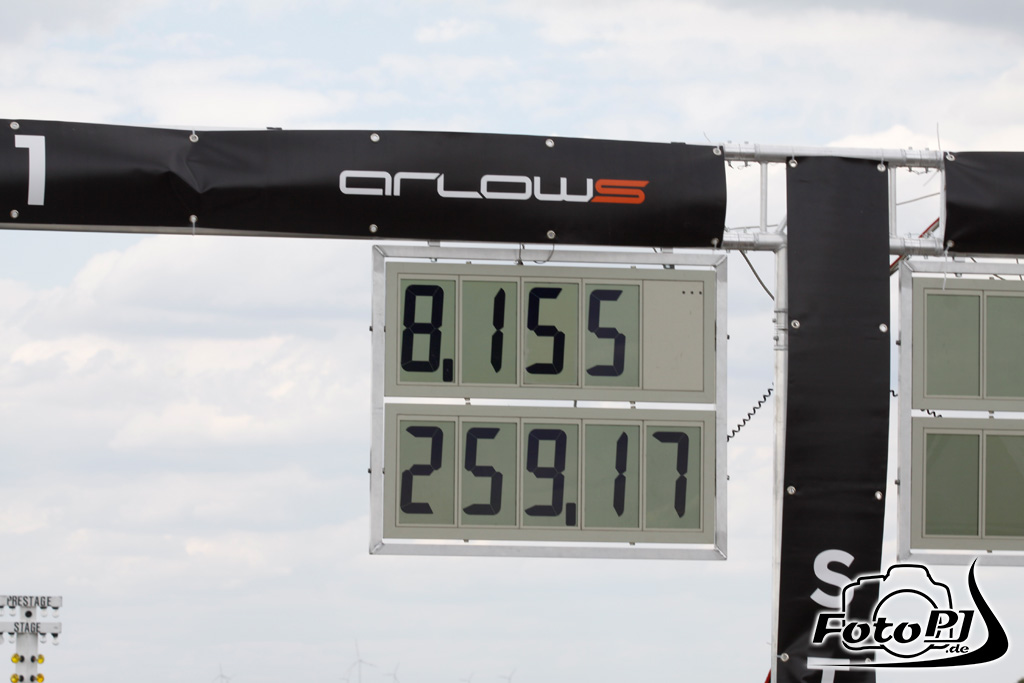 1
arlows
8.155
259.17
PRESTAGE
STAGE
S
T
FotoPJ
.de